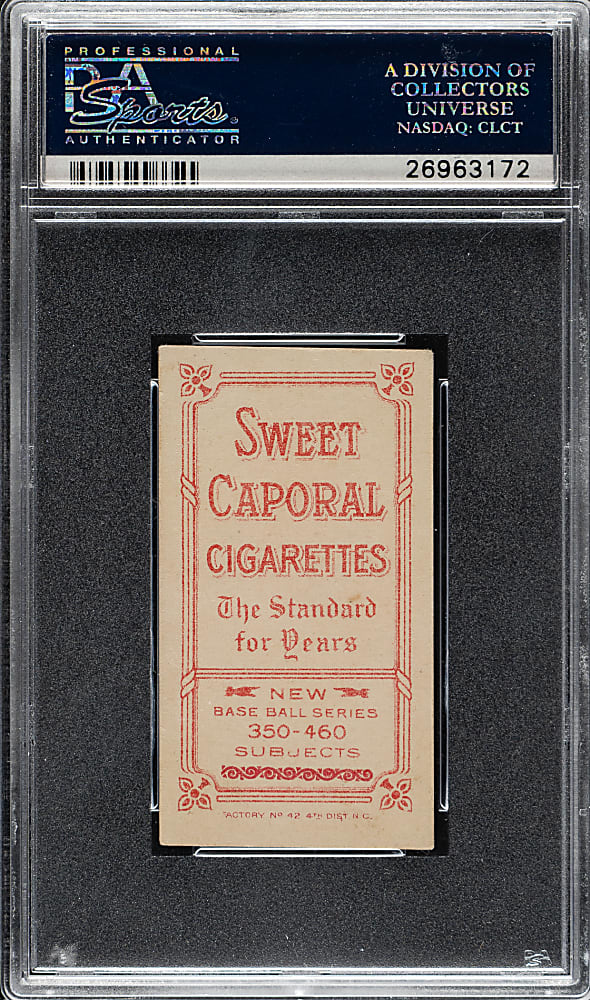 PROFESSIONAL
PSA
Sports
AUTHENTICATOR
A DIVISION OF
COLLECTORS
UNIVERSE
NASDAQ: CLCT
26963172
SWEET
CAPORAL
CIGARETTES
The Standard
for Years
NEW
BASE BALL SERIES
350-460
SUBJECTS
FACTORY No 42 4TH DIST N.C.